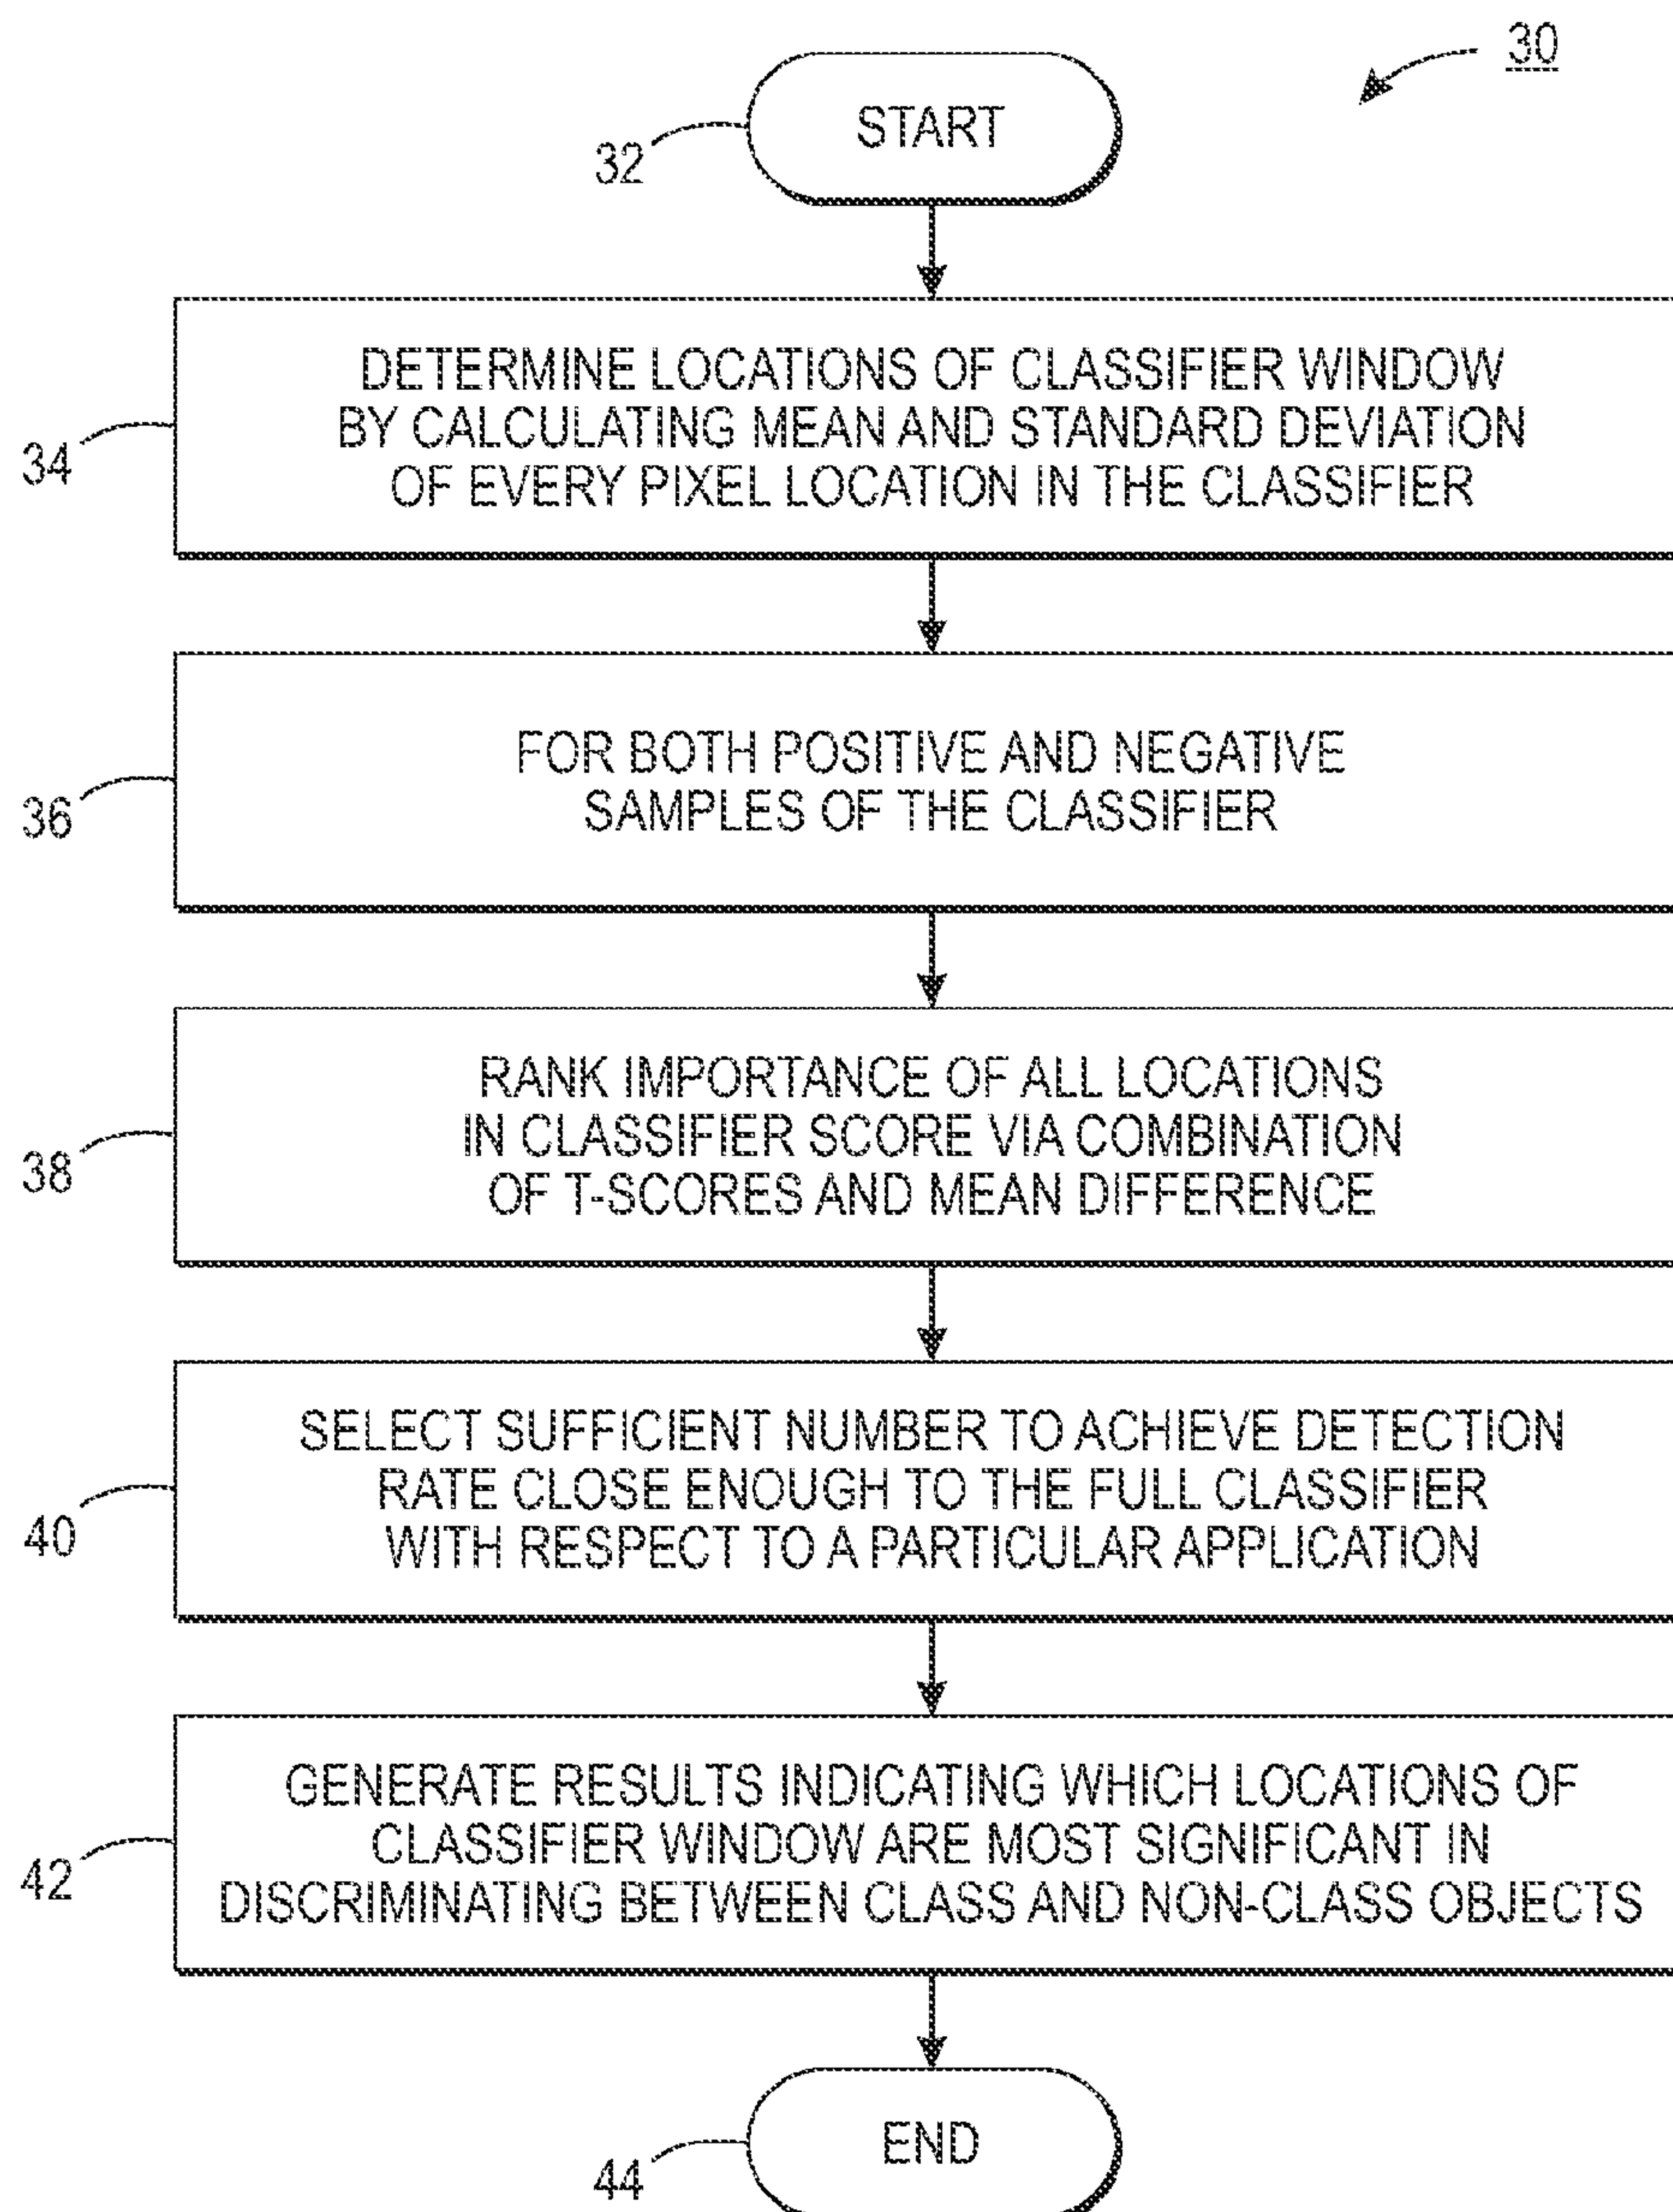 30
START
32
DETERMINE LOCATIONS OF CLASSIFIER WINDOW
BY CALCULATING MEAN AND STANDARD DEVIATION
OF EVERY PIXEL LOCATION IN THE CLASSIFIER
34
FOR BOTH POSITIVE AND NEGATIVE
SAMPLES OF THE CLASSIFIER
36
RANK IMPORTANCE OF ALL LOCATIONS
IN CLASSIFIER SCORE VIA COMBINATION
OF T-SCORES AND MEAN DIFFERENCE
38
SELECT SUFFICIENT NUMBER TO ACHIEVE DETECTION
RATE CLOSE ENOUGH TO THE FULL CLASSIFIER
WITH RESPECT TO A PARTICULAR APPLICATION
40
GENERATE RESULTS INDICATING WHICH LOCATIONS OF
CLASSIFIER WINDOW ARE MOST SIGNIFICANT IN
DISCRIMINATING BETWEEN CLASS AND NON-CLASS OBJECTS
42
END
44